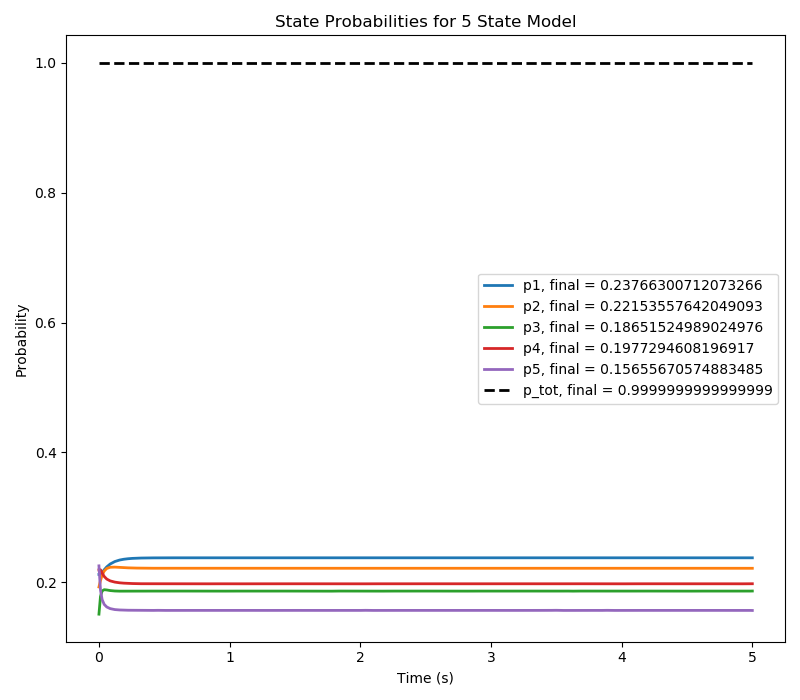 State Probabilities for 5 State Model
1.0
0.8
0.6
0.4
0.2
Probability
p1, final = 0.23766300712073266
p2, final = 0.22153557642049093
p3, final = 0.18651524989024976
p4, final = 0.1977294608196917
p5, final = 0.15655670574883485
p_tot, final = 0.9999999999999999
0 1 2 3 4 5
Time (s)